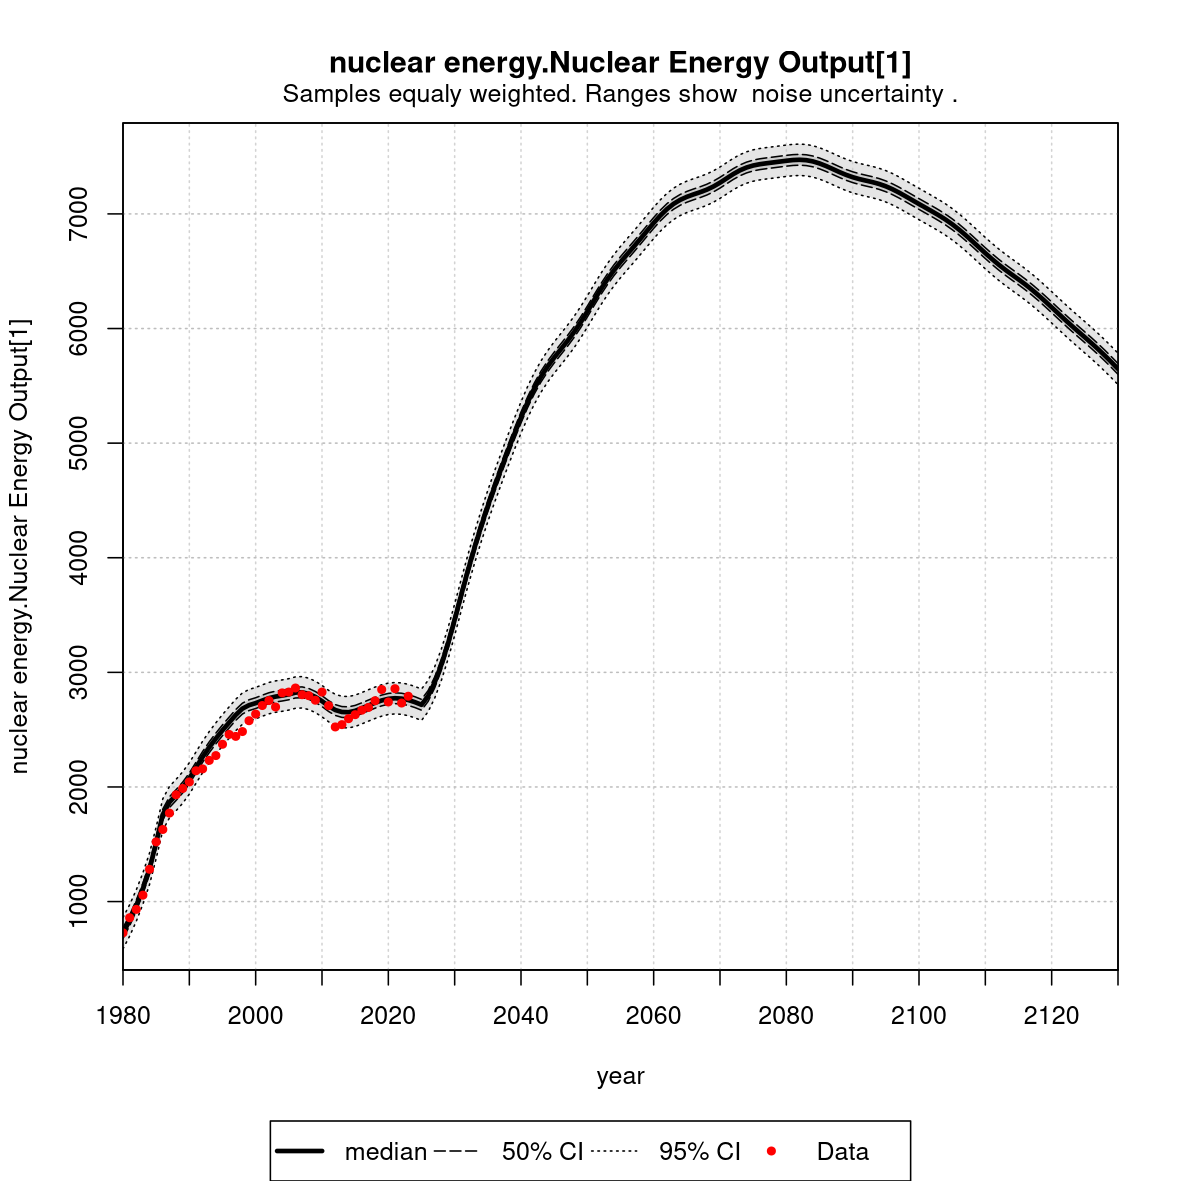 nuclear energy.Nuclear Energy Output[1]
Samples equaly weighted. Ranges show  noise uncertainty .
nuclear energy.Nuclear Energy Output[1]
7000
6000
5000
4000
3000
2000
1000
1980 2000 2020 2040 2060 2080 2100 2120
year
median 50% CI 95% CI Data